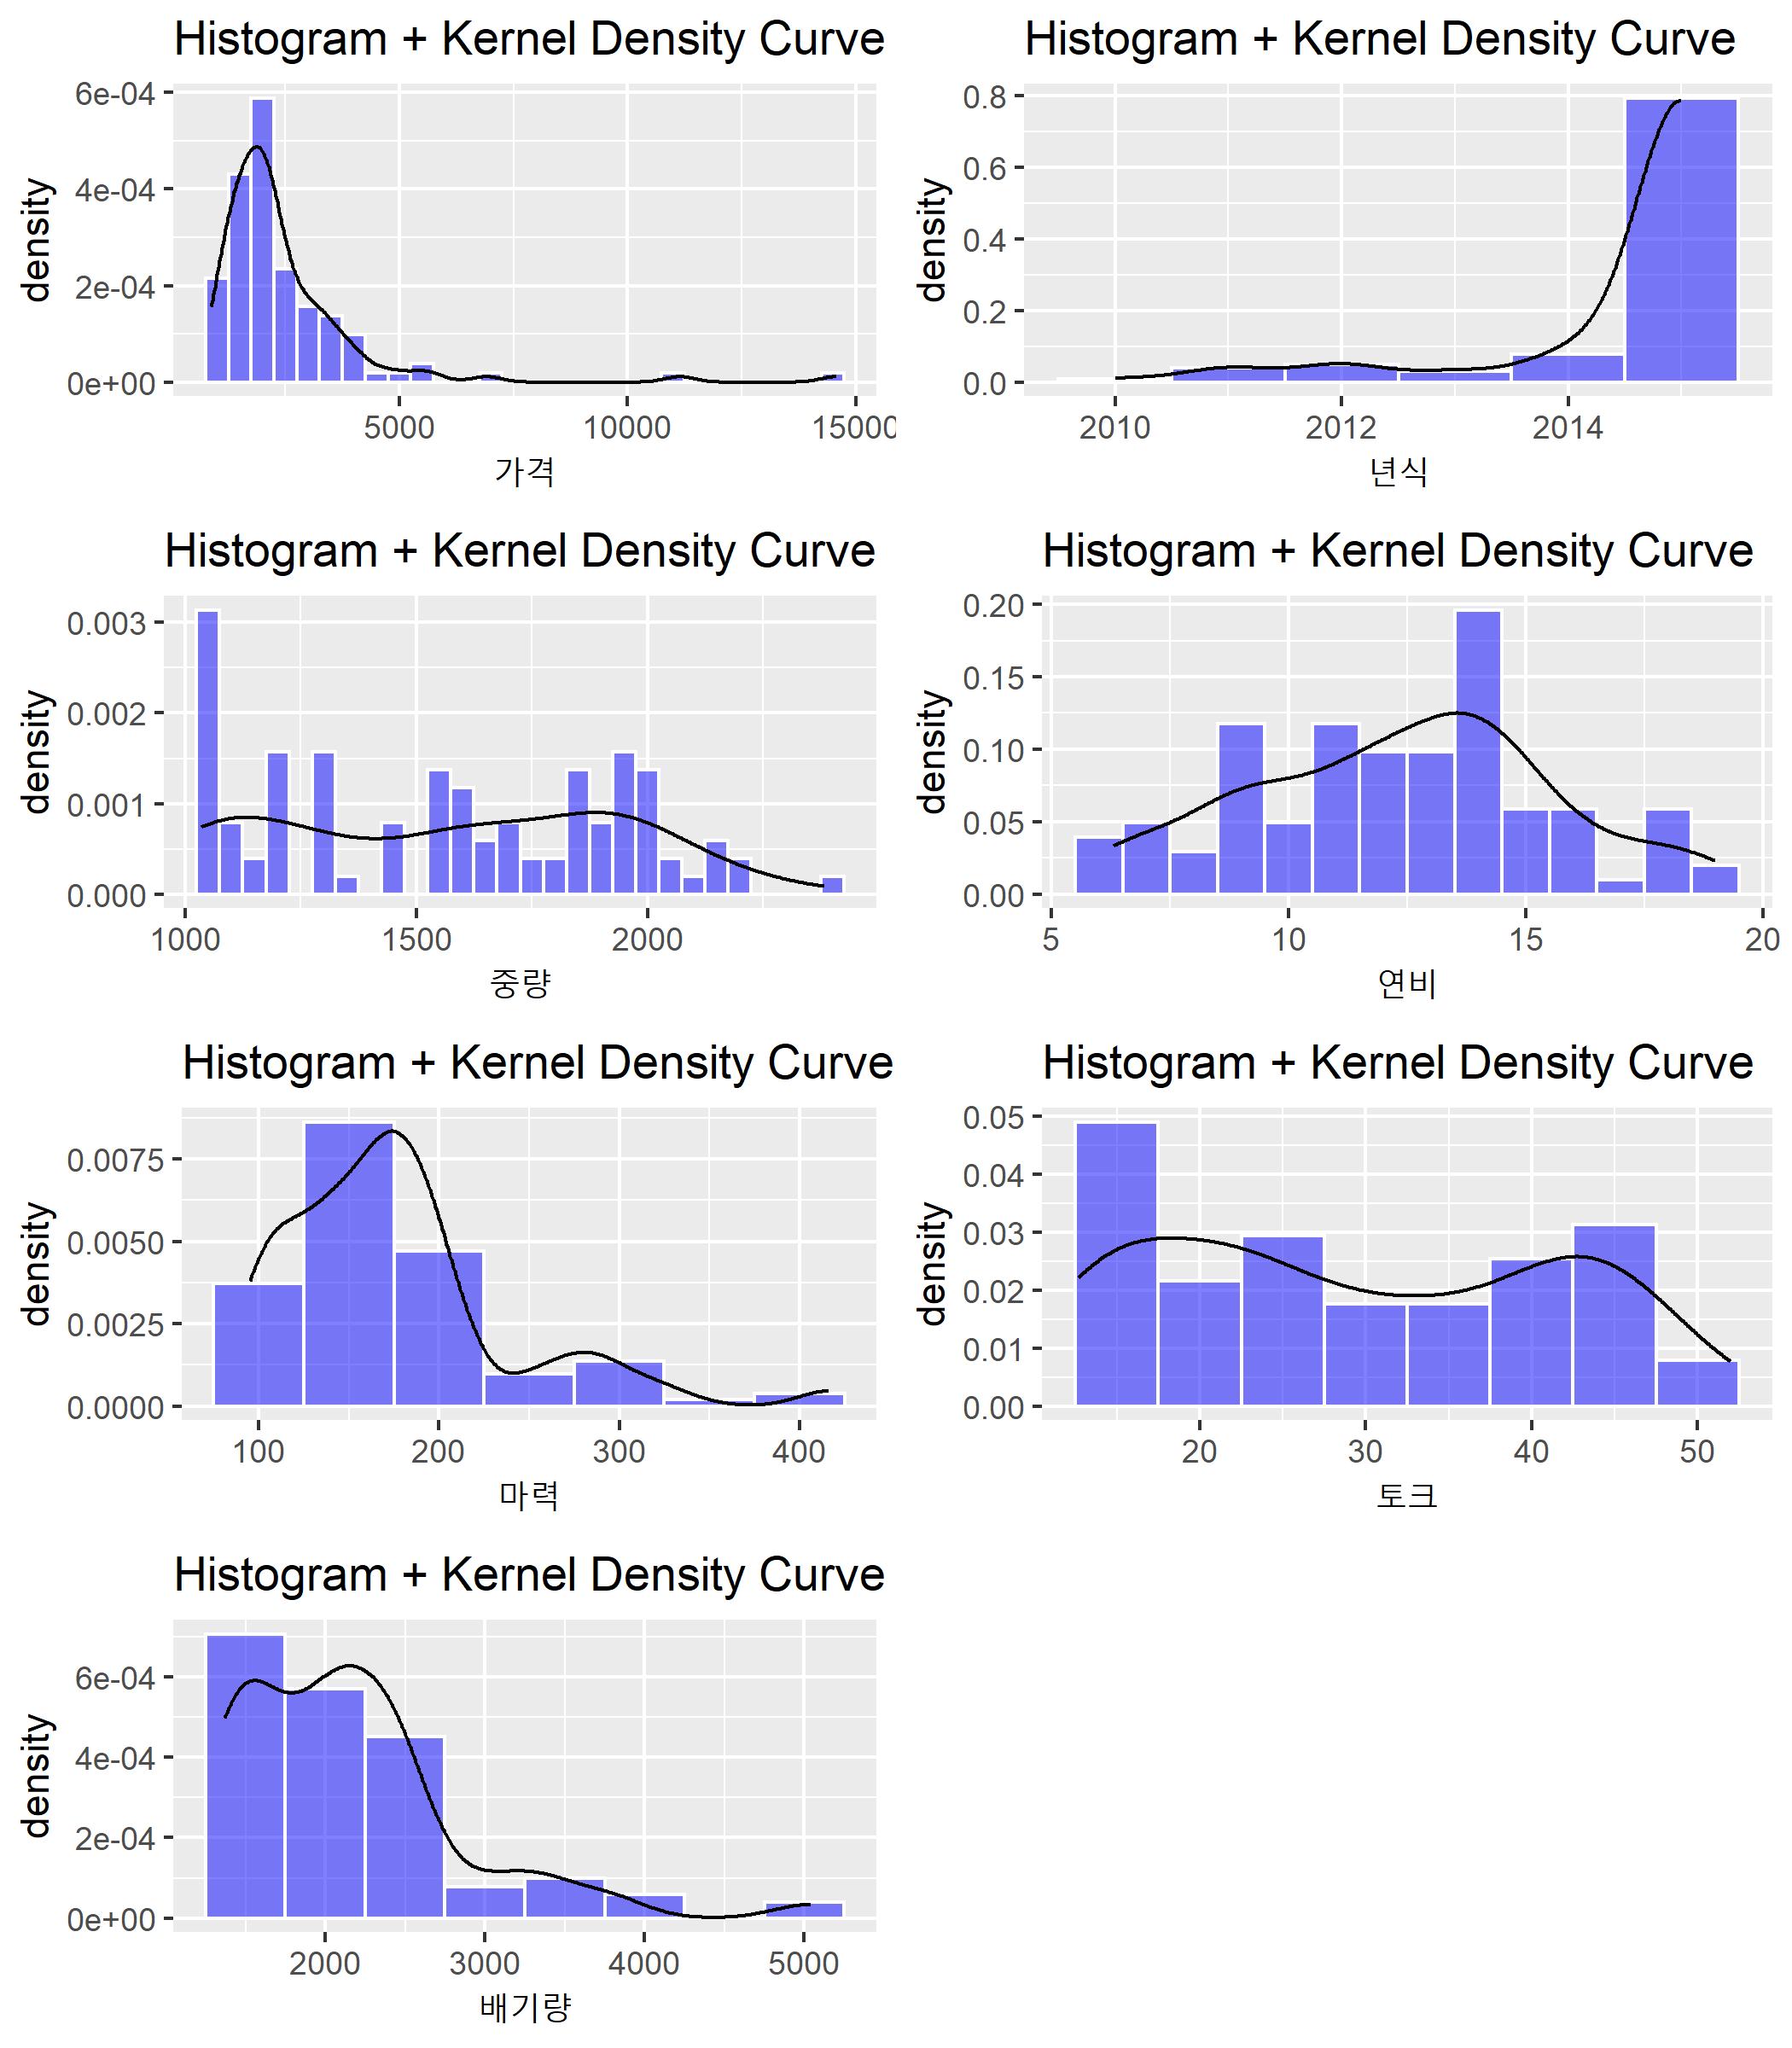 Histogram + Kernel Density Curve
6e-04
4e-04
2e-04
0e+00
density
5000 10000 15000
가격
Histogram + Kernel Density Curve
0.8
0.6
0.4
0.2
0.0
density
2010 2012 2014
년식
Histogram + Kernel Density Curve
0.003
0.002
0.001
0.000
density
1000 1500 2000
중량
Histogram + Kernel Density Curve
0.20
0.15
0.10
0.05
0.00
density
5 10 15 20
연비
Histogram + Kernel Density Curve
0.0075
0.0050
0.0025
0.0000
density
100 200 300 400
마력
Histogram + Kernel Density Curve
0.05
0.04
0.03
0.02
0.01
0.00
density
20 30 40 50
토크
Histogram + Kernel Density Curve
6e-04
4e-04
2e-04
0e+00
density
2000 3000 4000 5000
배기량